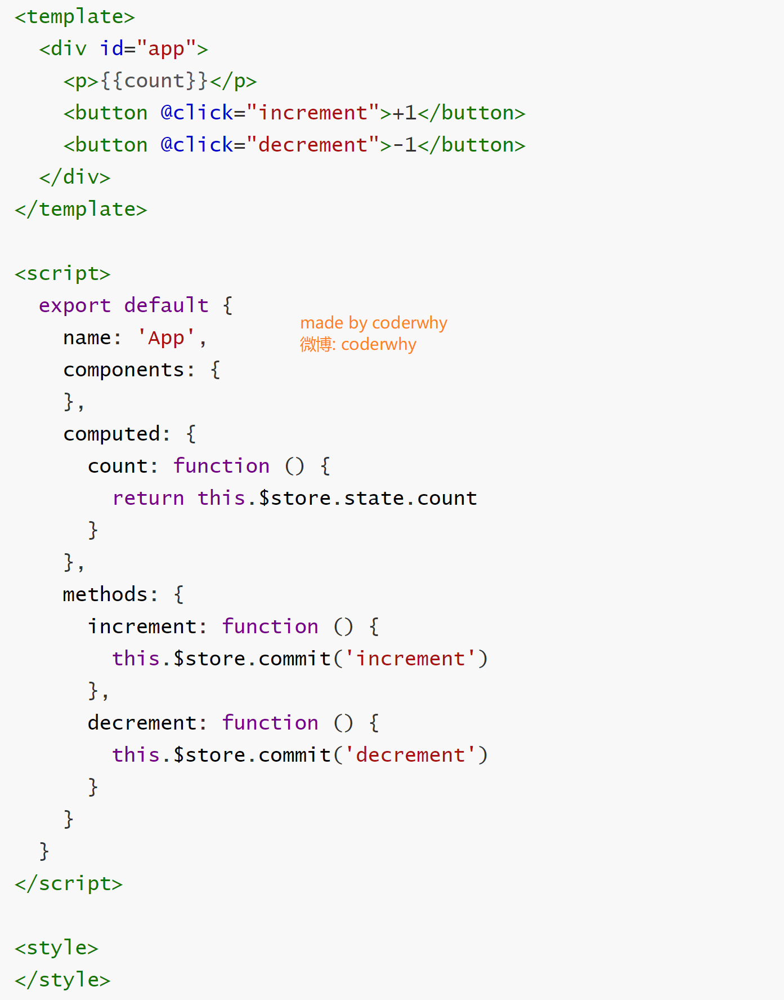 <template>
  <div id="app">
    <p>{{count}}</p>
    <button @click="increment">+1</button>
    <button @click="decrement">-1</button>
  </div>
</template>

<script>
  export default {
made by coderwhy
    name: 'App',
微博: coderwhy
    components: {
    },
    computed: {
      count: function () {
        return this.$store.state.count
      }
    },
    methods: {
      increment: function () {
        this.$store.commit('increment')
      },
      decrement: function () {
        this.$store.commit('decrement')
      }
    }
  }
</script>

<style>
</style>